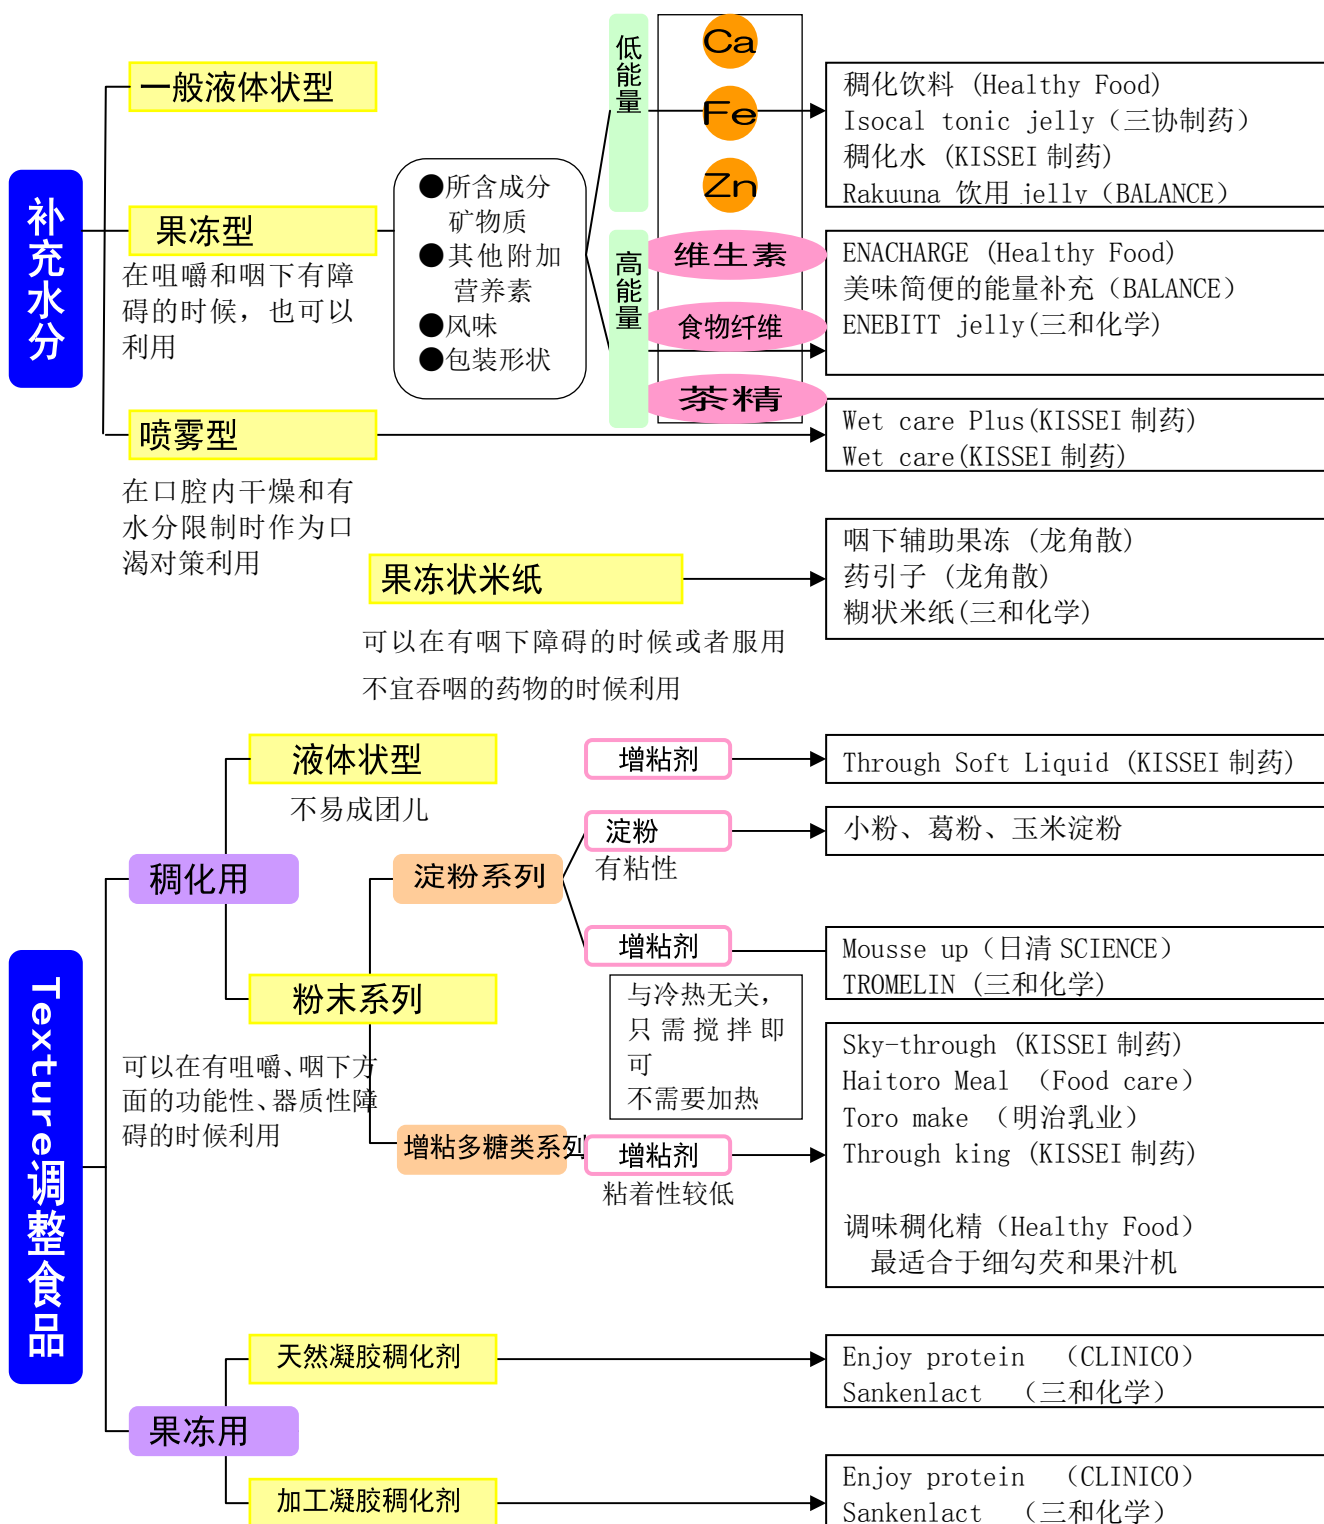 补充水分
一般液体状型
果冻型
在咀嚼和咽下有障
碍的时候，也可以
利用
喷雾型
在口腔内干燥和有
水分限制时作为口
渴对策利用
●所含成分
矿物质
●其他附加
营养素
●风味
●包装形状
低能量
高能量
Ca
Fe
Zn
维生素
食物纤维
茶精
稠化饮料 (Healthy Food)
Isocal tonic jelly（三协制药）
稠化水 (KISSEI 制药)
Rakuuna 饮用 jelly（BALANCE）
ENACHARGE (Healthy Food)
美味简便的能量补充（BALANCE）
ENEBITT jelly(三和化学)
Wet care Plus(KISSEI 制药)
Wet care(KISSEI 制药)
果冻状米纸
可以在有咽下障碍的时候或者服用
不宜吞咽的药物的时候利用
咽下辅助果冻 (龙角散)
药引子 (龙角散)
糊状米纸(三和化学)
Texture调整食品
稠化用
液体状型
不易成团儿
增粘剂
Through Soft Liquid (KISSEI 制药)
粉末系列
可以在有咀嚼、咽下方
面的功能性、器质性障
碍的时候利用
淀粉系列
淀粉
有粘性
小粉、葛粉、玉米淀粉
增粘剂
Mousse up（日清 SCIENCE）
TROMELIN (三和化学)
与冷热无关，
只需搅拌即
可
不需要加热
增粘多糖类系列
增粘剂
粘着性较低
Sky-through (KISSEI 制药)
Haitoro Meal （Food care）
Toro make （明治乳业）
Through king (KISSEI 制药)
调味稠化精（Healthy Food）
最适合于细勾芡和果汁机
果冻用
天然凝胶稠化剂
Enjoy protein （CLINICO）
Sankenlact （三和化学）
加工凝胶稠化剂
Enjoy protein （CLINICO）
Sankenlact （三和化学）